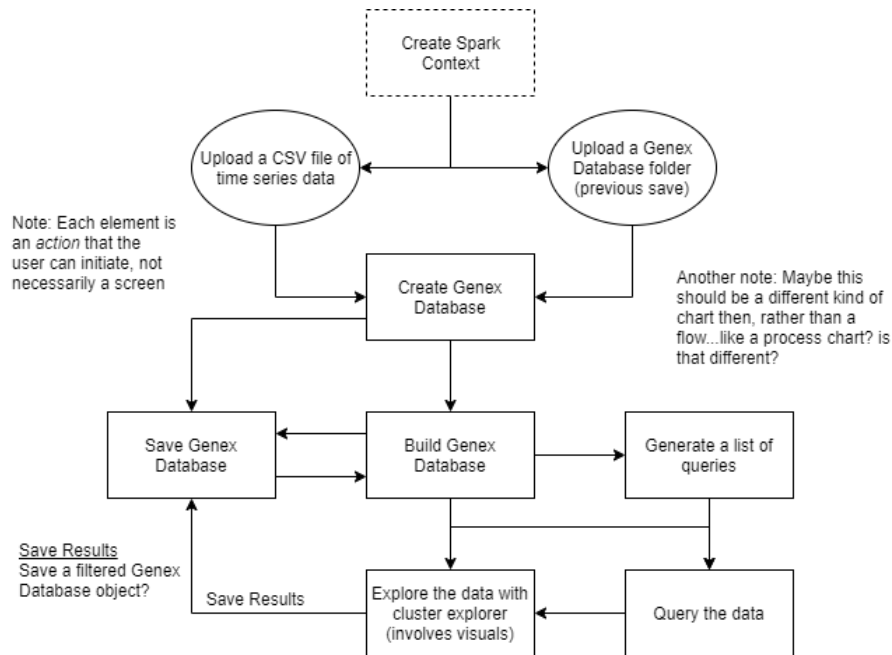 Create Spark
Context
Upload a CSV file of
time series data
Upload a Genex
Database folder
(previous save)
Note: Each element is
an action that the
user can initiate, not
necessarily a screen
Create Genex
Database
Another note: Maybe this
should be a different kind of
chart then, rather than a
flow...like a process chart? is
that different?
Save Genex
Database
Build Genex
Database
Generate a list of
queries
Save Results
Save a filtered Genex
Database object?
Save Results
Explore the data with
cluster explorer
(involves visuals)
Query the data